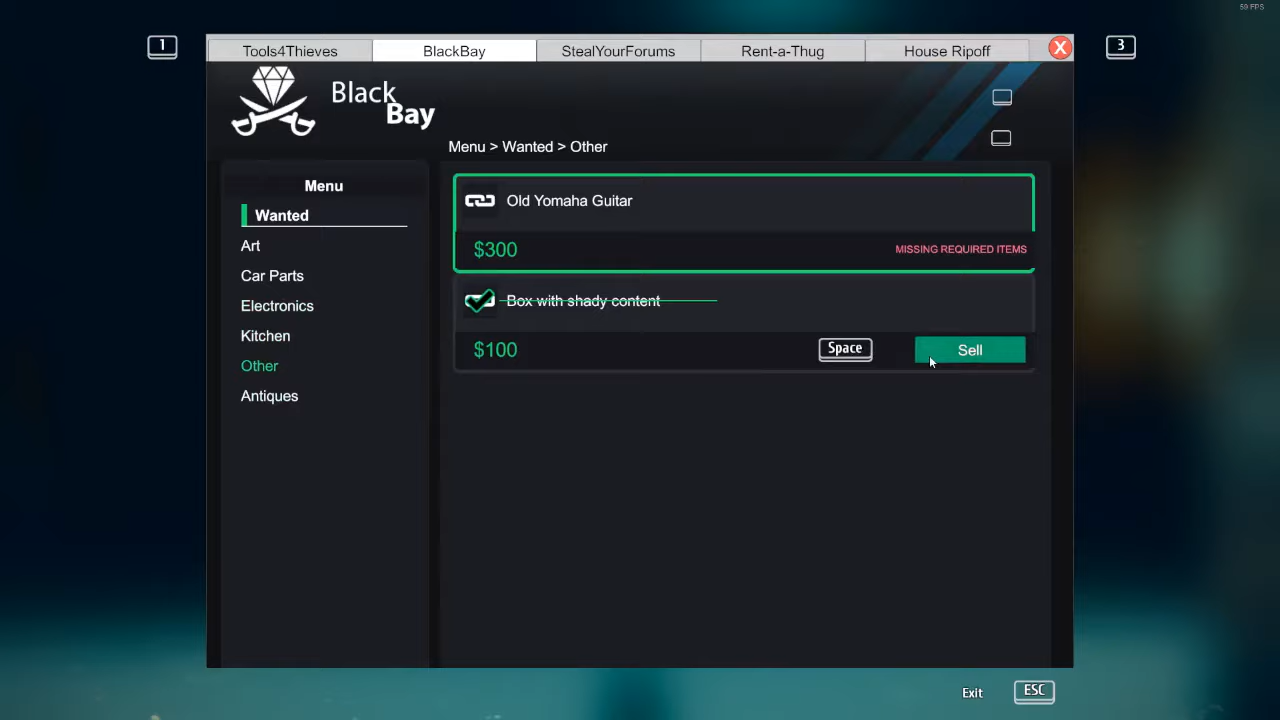 59 FPS
1
Tools4Thieves
BlackBay
StealYourForums
Rent-a-Thug
House Ripoff
X
3
Black
Bay
Menu > Wanted > Other
Menu
Wanted
Art
Car Parts
Electronics
Kitchen
Other
Antiques
Old Yomaha Guitar
$300
MISSING REQUIRED ITEMS
Box with shady content
$100
Space
Sell
Exit
ESC